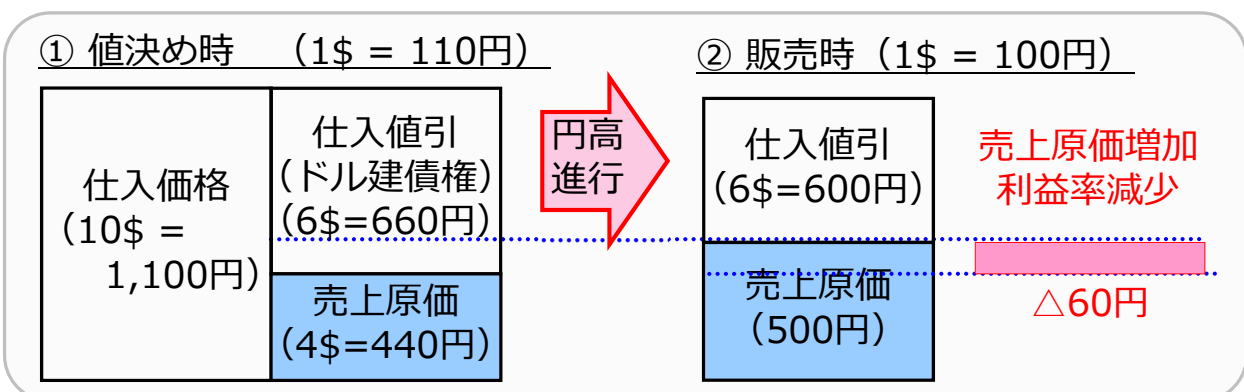 ① 値決め時　（1$ = 110円）
仕入価格
（10$ =
1,100円）
仕入値引
（ドル建債権）
（6$=660円）
売上原価
（4$=440円）
円高
進行
② 販売時（1$ = 100円）
仕入値引
（6$=600円）
売上原価
（500円）
売上原価増加
利益率減少
△60円